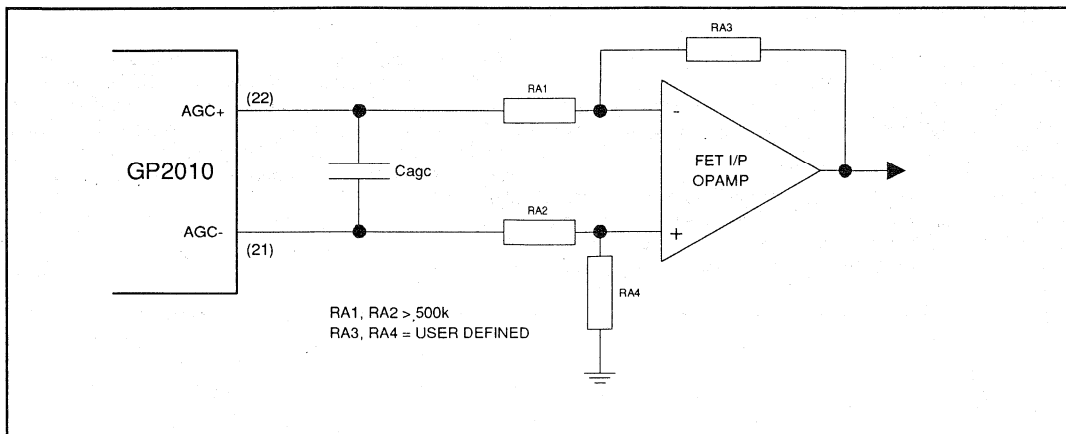 RA3
AGC+
(22)
RA1
-
GP2010
Cagc
FET I/P
OPAMP
AGC-
(21)
RA2
+
RA4
RA1, RA2 > 500k
RA3, RA4 = USER DEFINED